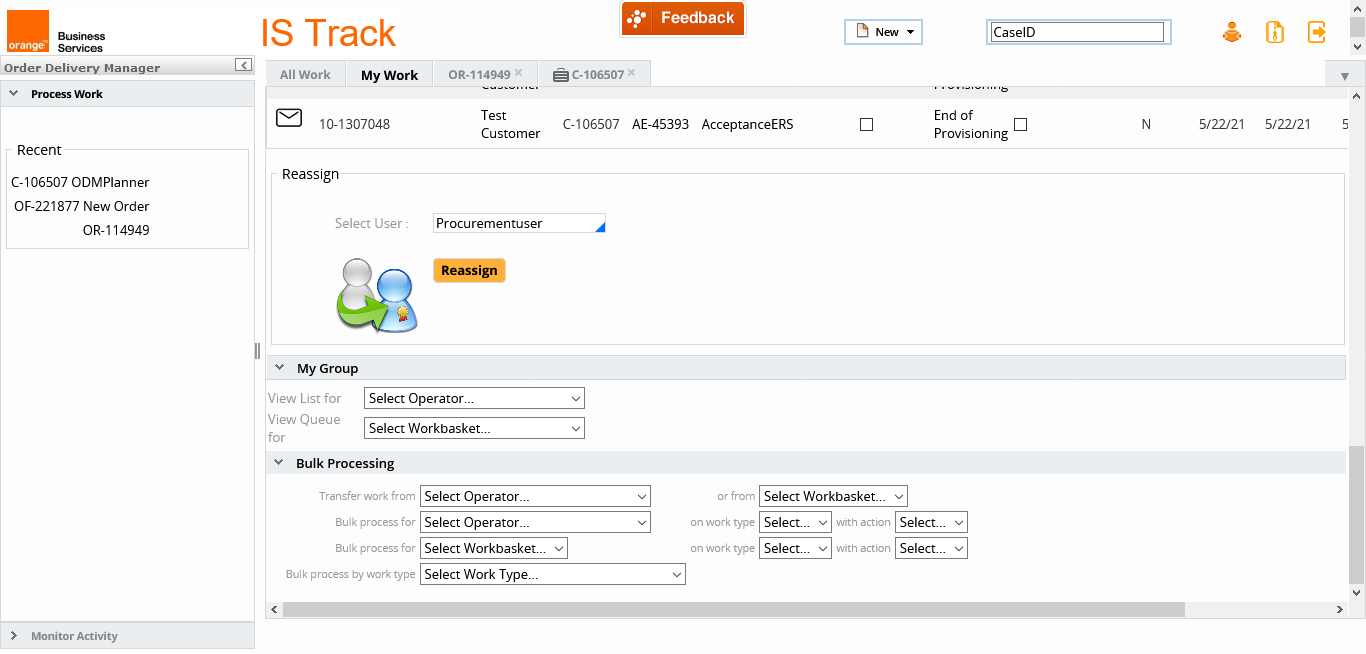 orange™
Business
Services
IS Track
Feedback
New
CaseID
Order Delivery Manager
Process Work
Recent
C-106507 ODMPlanner
OF-221877 New Order
OR-114949
Monitor Activity
All Work
My Work
OR-114949 ×
C-106507 ×
Customer Provisioning
10-1307048 Test Customer C-106507 AE-45393 AcceptanceERS End of Provisioning N 5/22/21 5/22/21 5
Reassign
Select User : Procurementuser
Reassign
My Group
View List for Select Operator...
View Queue for Select Workbasket...
Bulk Processing
Transfer work from Select Operator... or from Select Workbasket...
Bulk process for Select Operator... on work type Select... with action Select...
Bulk process for Select Workbasket... on work type Select... with action Select...
Bulk process by work type Select Work Type...